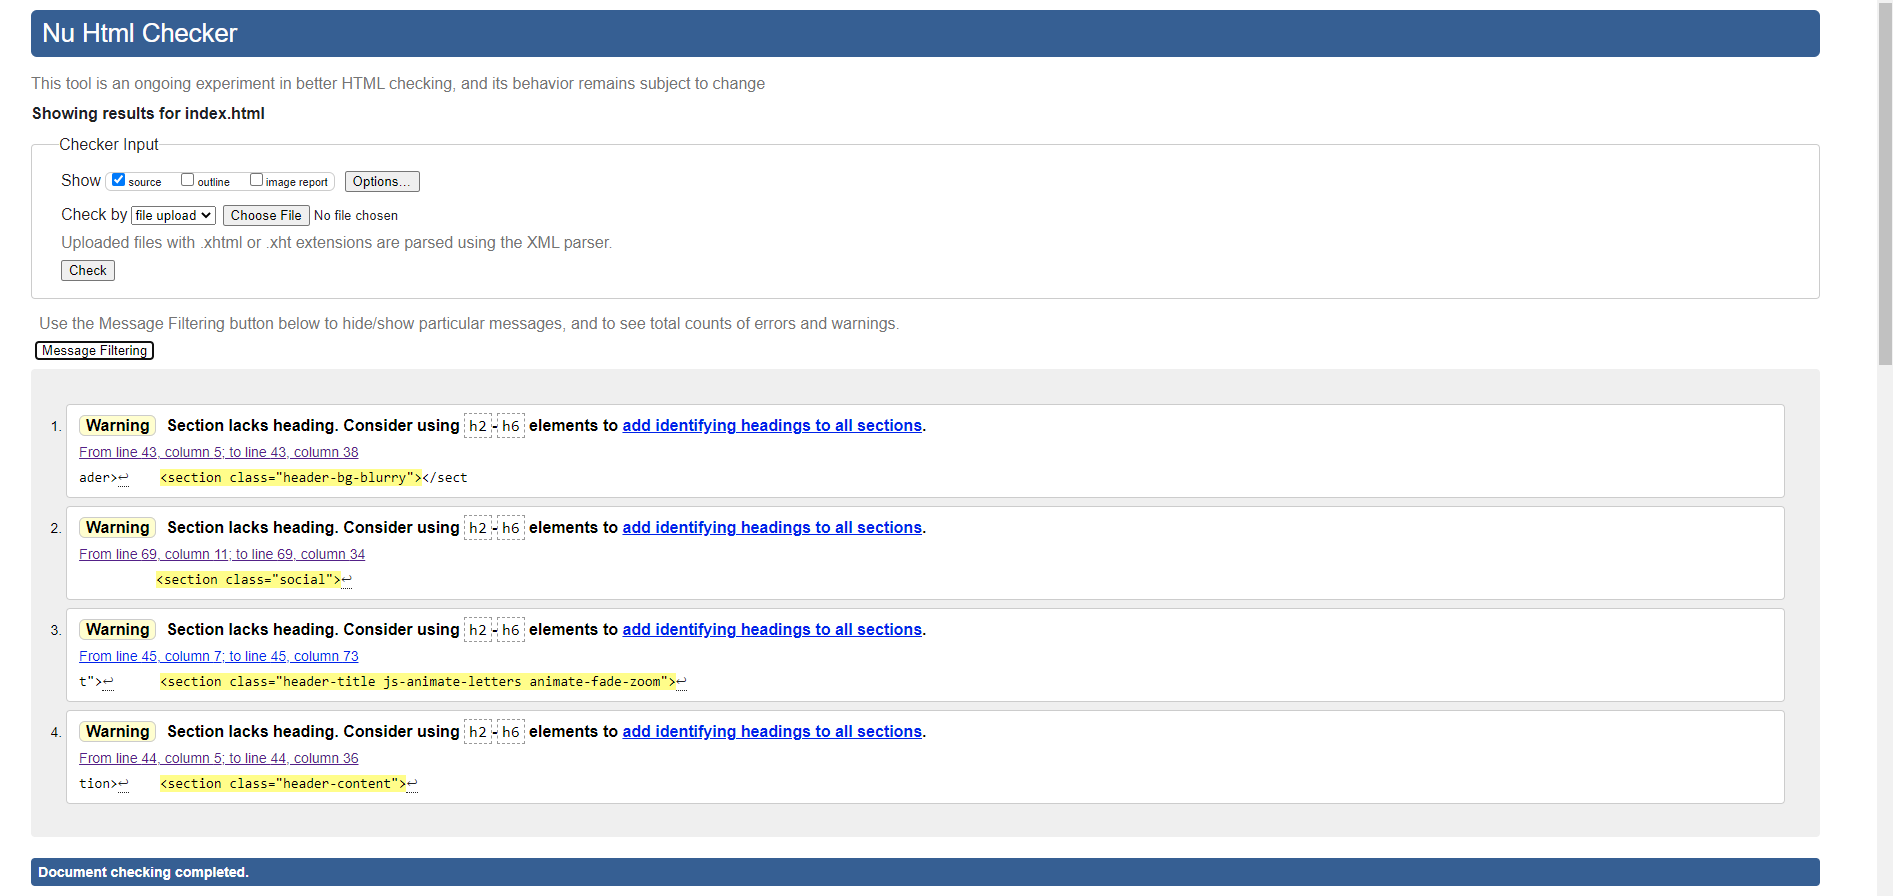 Nu Html Checker
This tool is an ongoing experiment in better HTML checking, and its behavior remains subject to change
Showing results for index.html
Checker Input
Show source outline image report Options...
Check by file upload Choose File No file chosen
Uploaded files with .xhtml or .xht extensions are parsed using the XML parser.
Check
Use the Message Filtering button below to hide/show particular messages, and to see total counts of errors and warnings.
Message Filtering
1. Warning Section lacks heading. Consider using h2-h6 elements to add identifying headings to all sections.
From line 43, column 5; to line 43, column 38
ader>↩ <section class="header-bg-blurry"></sect
2. Warning Section lacks heading. Consider using h2-h6 elements to add identifying headings to all sections.
From line 69, column 11; to line 69, column 34
<section class="social">↩
3. Warning Section lacks heading. Consider using h2-h6 elements to add identifying headings to all sections.
From line 45, column 7; to line 45, column 73
t">↩ <section class="header-title js-animate-letters animate-fade-zoom">↩
4. Warning Section lacks heading. Consider using h2-h6 elements to add identifying headings to all sections.
From line 44, column 5; to line 44, column 36
tion>↩ <section class="header-content">↩
Document checking completed.